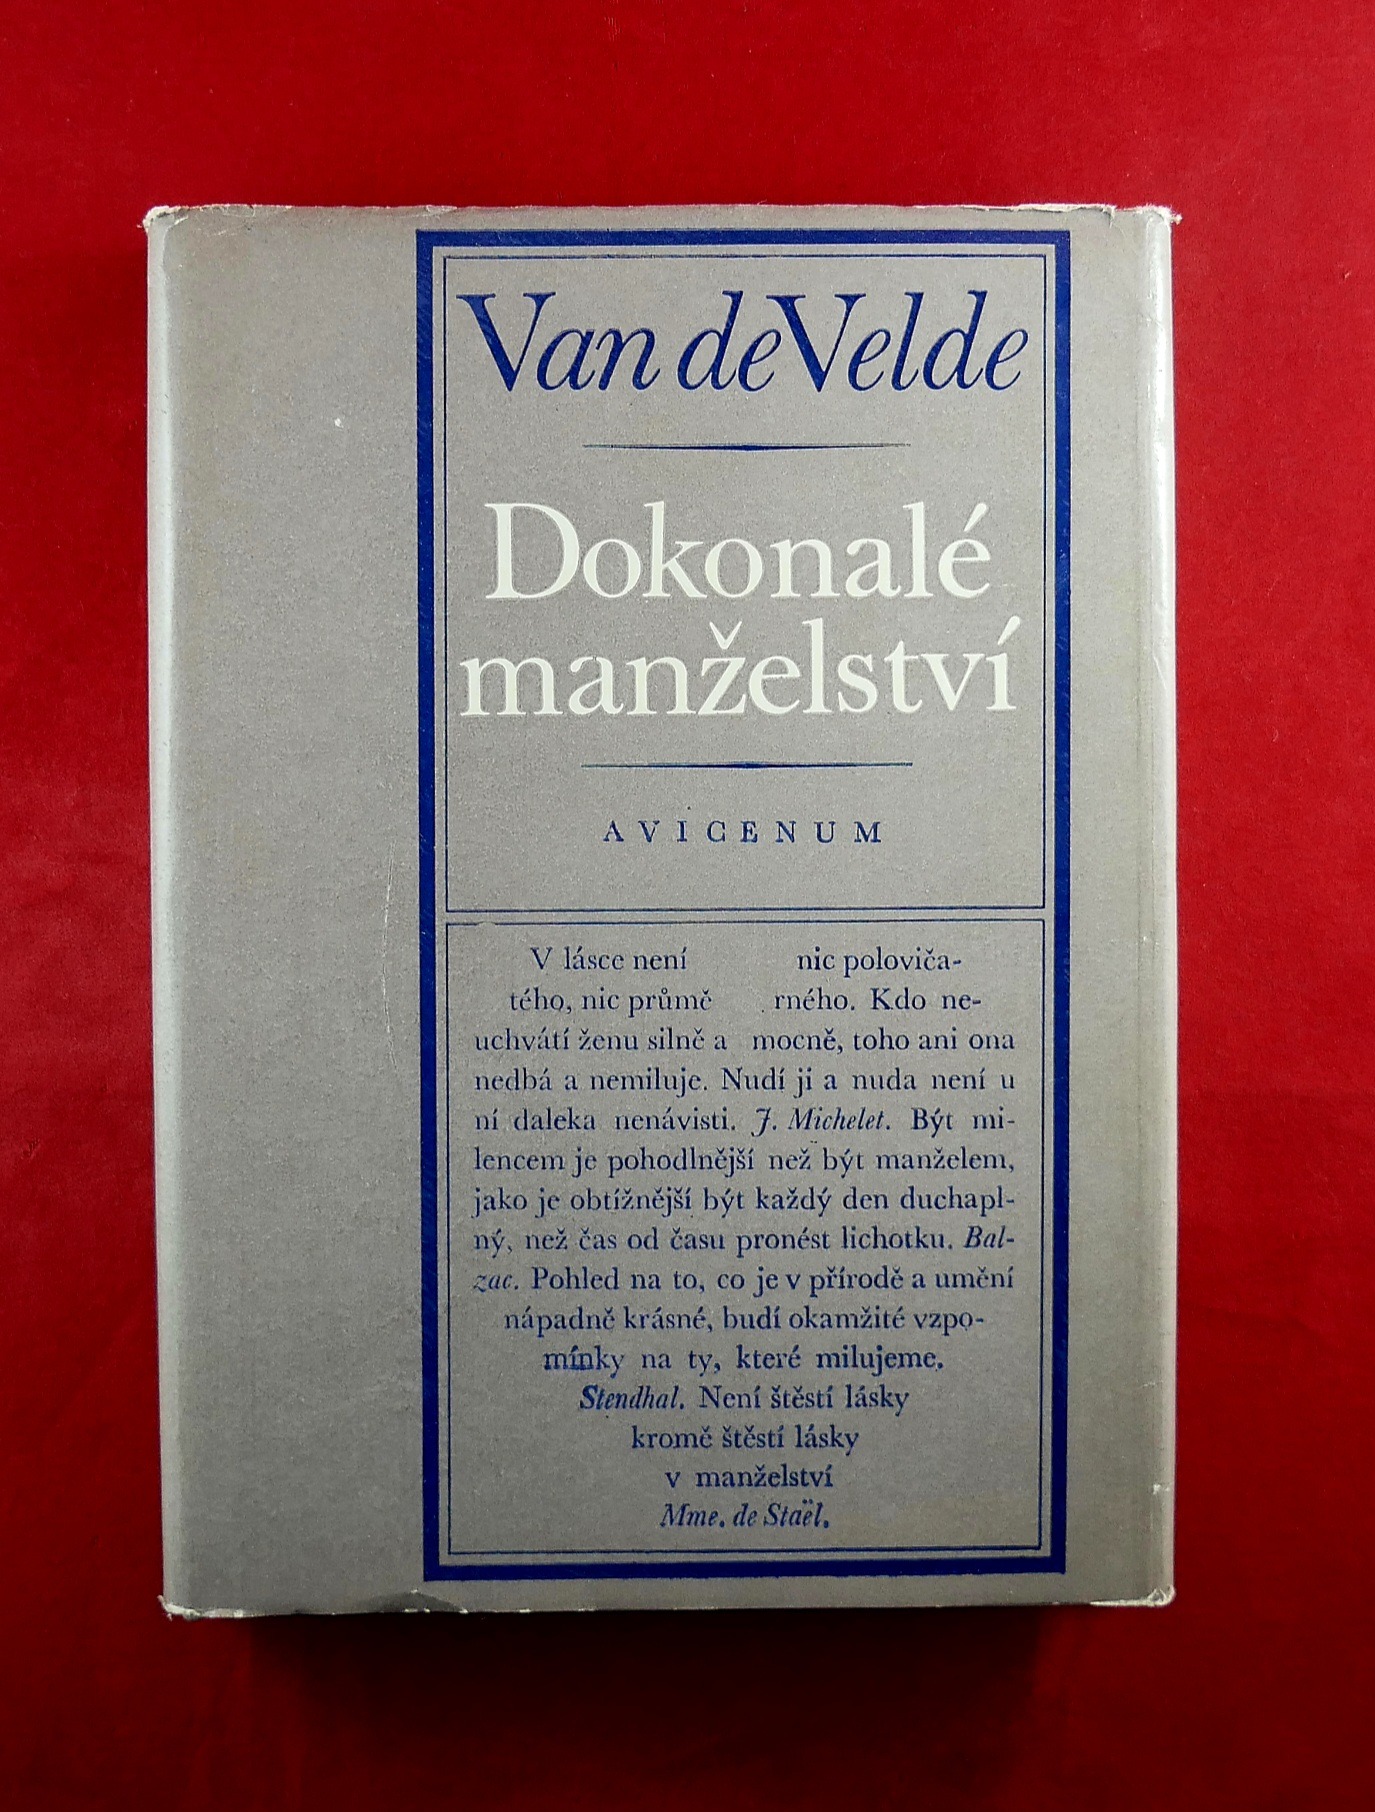 Van de Velde
Dokonalé
manželství
AVICENUM
V lásce není nic poloviča-
tého, nic průmě rného. Kdo ne-
uchvátí ženu silně a mocně, toho ani ona
nedbá a nemiluje. Nudí ji a nuda není u
ní daleka nenávisti. J. Michelet. Být mi-
lencem je pohodlnější než být manželem,
jako je obtížnější být každý den duchapl-
ný, než čas od času pronést lichotku. Bal-
zac. Pohled na to, co je v přírodě a umění
nápadně krásné, budí okamžité vzpo-
mínky na ty, které milujeme.
Stendhal. Není štěstí lásky
kromě štěstí lásky
v manželství
Mme. de Staël.